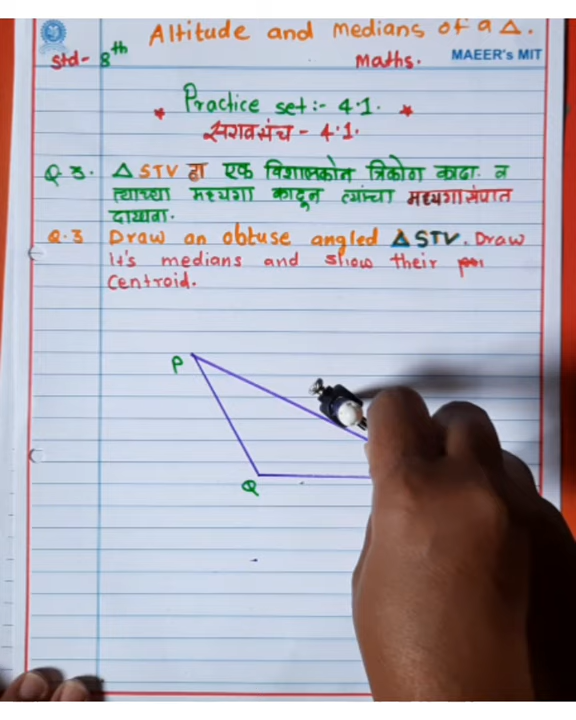 Altitude and medians of a Δ.
Std- 8th Maths. MAEER's MIT
* Practice set:- 4.1. *
सरावसंच - 4.1.
Q.3. Δ STV हा एक विशालकोन त्रिकोण काढा. व
त्याच्या मध्यगा काढून त्यांचा मध्यगासंपात
दाखवा.
Q.3 Draw an obtuse angled Δ STV. Draw
It's medians and show their
Centroid.
P
Q